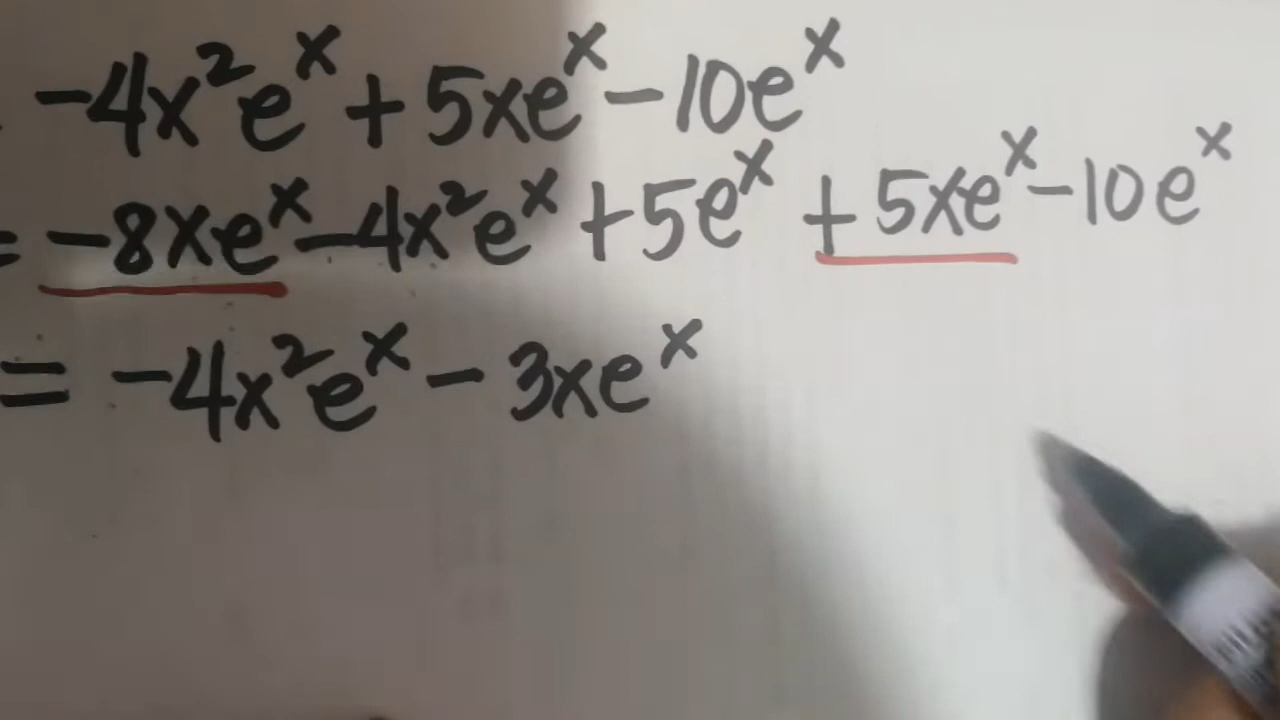 -4x²eˣ + 5xeˣ - 10eˣ
= -8xeˣ - 4x²eˣ + 5eˣ + 5xeˣ - 10eˣ
= -4x²eˣ - 3xeˣ